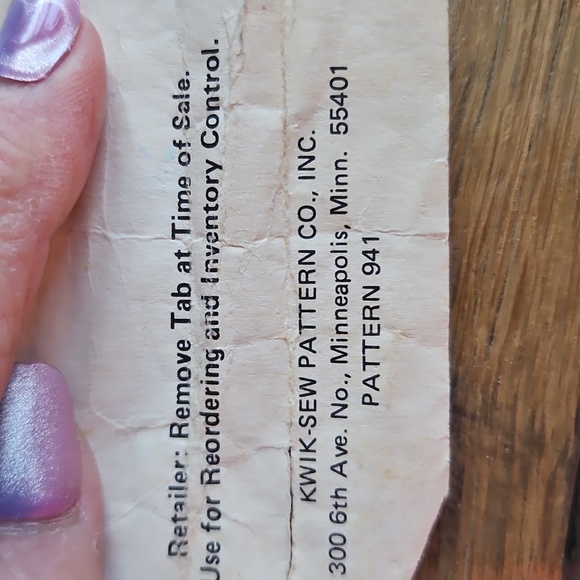 Retailer: Remove Tab at Time of Sale.
Use for Reordering and Inventory Control.
KWIK-SEW PATTERN CO., INC.
300 6th Ave. No., Minneapolis, Minn. 55401
PATTERN 941